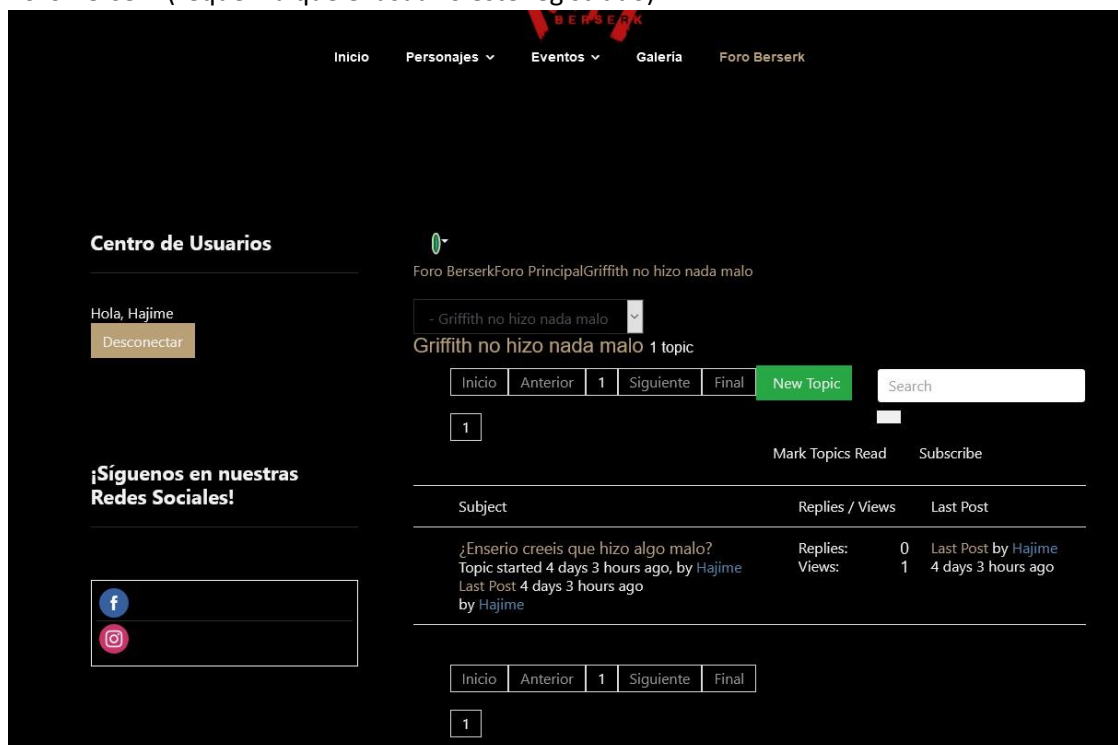 BERSERK
Inicio Personajes Eventos Galería Foro Berserk
Centro de Usuarios
Hola, Hajime
Desconectar
¡Síguenos en nuestras
Redes Sociales!
Foro BerserkForo PrincipalGriffith no hizo nada malo
- Griffith no hizo nada malo
Griffith no hizo nada malo 1 topic
Inicio Anterior 1 Siguiente Final New Topic Search
1
Mark Topics Read Subscribe
Subject Replies / Views Last Post
¿Enserio creeis que hizo algo malo? Replies: 0 Last Post by Hajime
Topic started 4 days 3 hours ago, by Hajime Views: 1 4 days 3 hours ago
Last Post 4 days 3 hours ago
by Hajime
Inicio Anterior 1 Siguiente Final
1